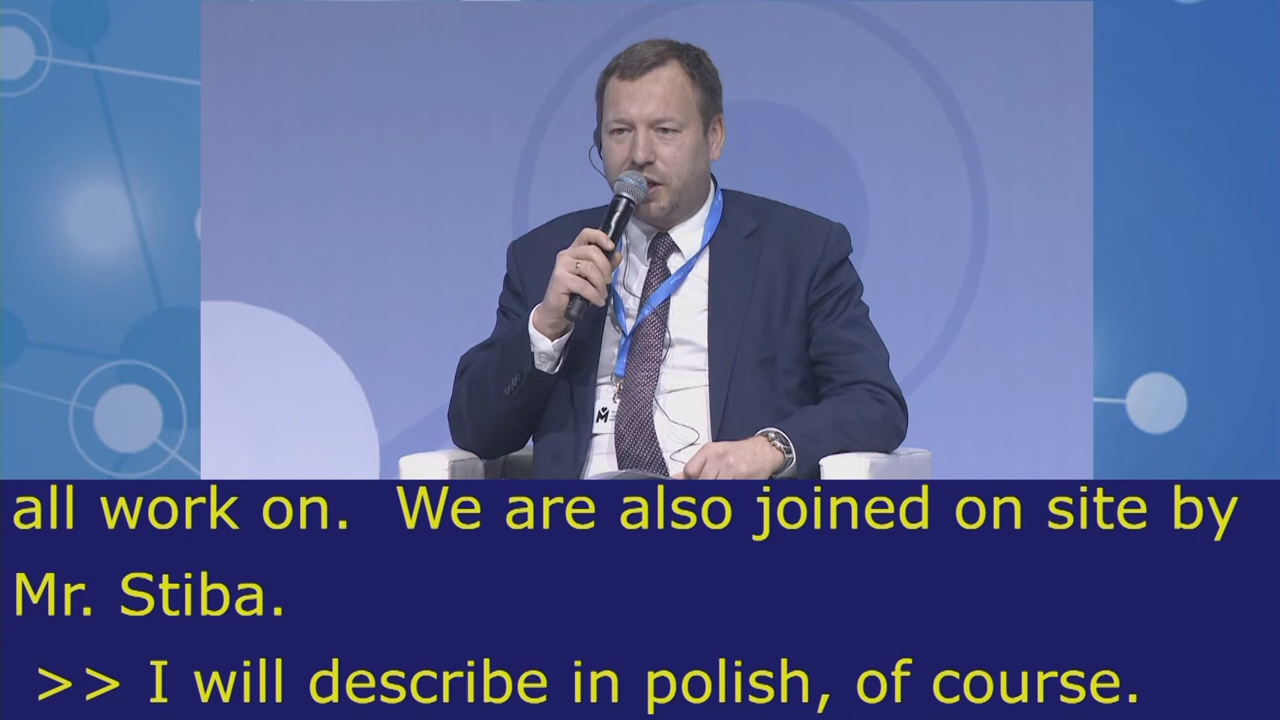 all work on.  We are also joined on site by
Mr. Stiba.
>> I will describe in polish, of course.